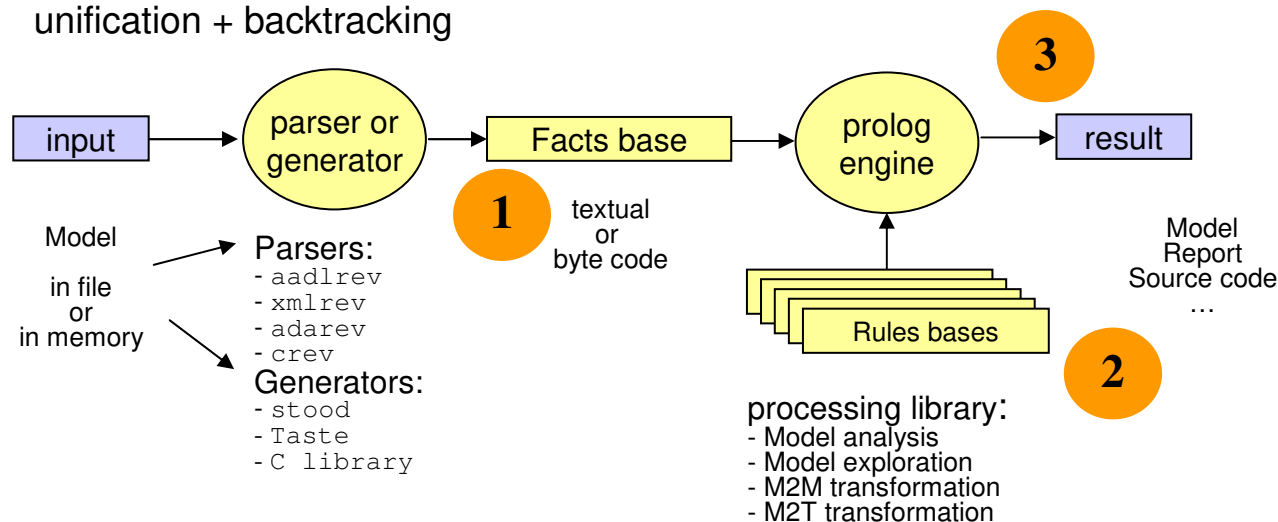 unification + backtracking
3
input
parser or
generator
Facts base
prolog
engine
result
1
textual
or
byte code
Model
in file
or
in memory
Parsers:
- aadlrev
- xmlrev
- adarev
- crev
Generators:
- stood
- Taste
- C library
Rules bases
2
processing library:
- Model analysis
- Model exploration
- M2M transformation
- M2T transformation
Model
Report
Source code
...